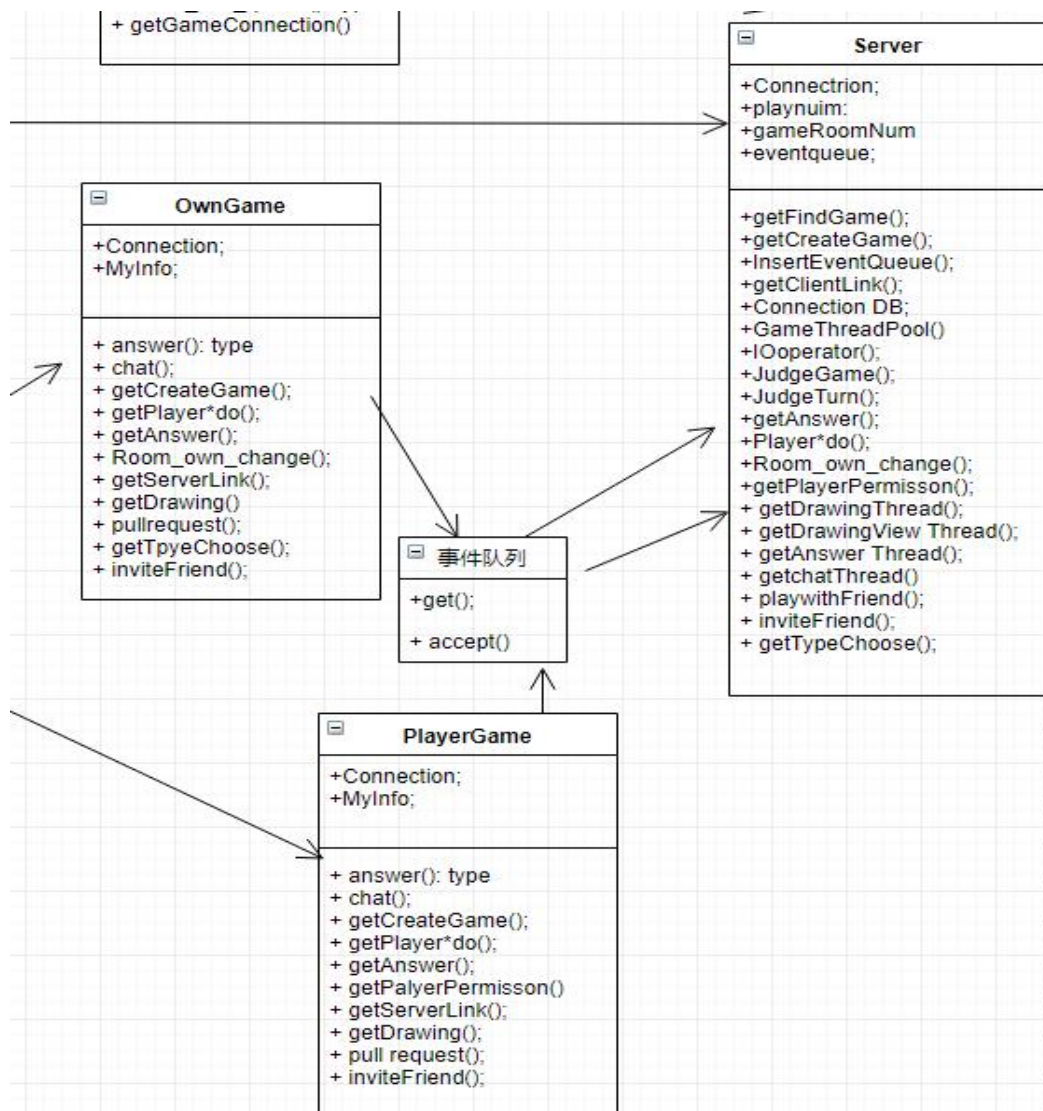 + getGameConnection()
Server
+Connectrion;
+playnuim:
+gameRoomNum
+eventqueue;
+getFindGame();
+getCreateGame();
+InsertEventQueue();
+getClientLink();
+Connection DB;
+GameThreadPool()
+IOoperator();
+JudgeGame();
+JudgeTurn();
+getAnswer();
+Player*do();
+Room_own_change();
+getPlayerPermisson();
+ getDrawingThread();
+ getDrawingView Thread();
+ getAnswer Thread();
+ getchatThread()
+ playwithFriend();
+ inviteFriend();
+ getTypeChoose();
OwnGame
+Connection;
+MyInfo;
+ answer(): type
+ chat();
+ getCreateGame();
+ getPlayer*do();
+ getAnswer();
+ Room_own_change();
+ getServerLink();
+ getDrawing()
+ pullrequest();
+ getTpyeChoose();
+ inviteFriend();
事件队列
+get();
+ accept()
PlayerGame
+Connection;
+MyInfo;
+ answer(): type
+ chat();
+ getCreateGame();
+ getPlayer*do();
+ getAnswer();
+ getPalyerPermisson()
+ getServerLink();
+ getDrawing();
+ pull request();
+ inviteFriend();